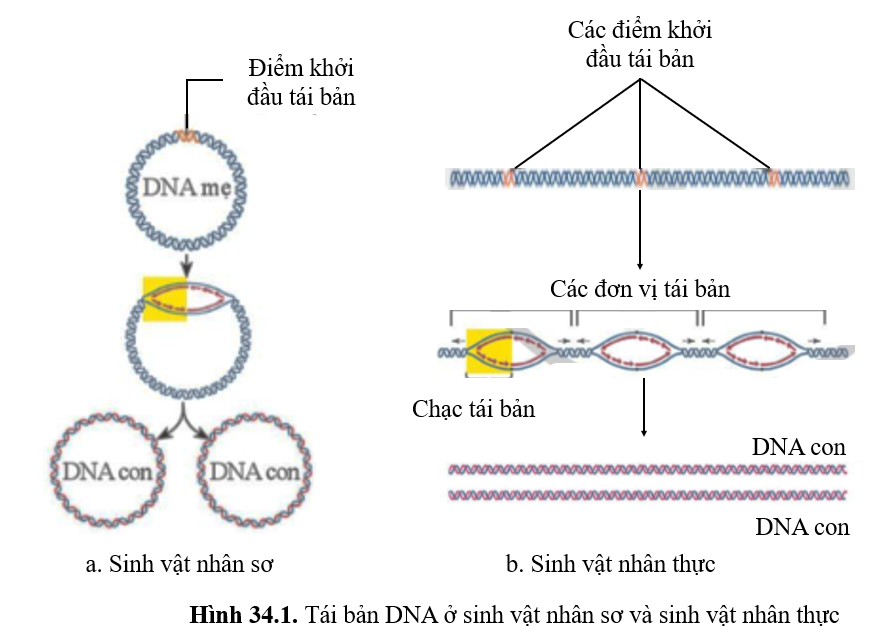 Điểm khởi
đầu tái bản
DNA mẹ
DNA con
DNA con
a. Sinh vật nhân sơ
Các điểm khởi
đầu tái bản
Các đơn vị tái bản
Chạc tái bản
DNA con
DNA con
b. Sinh vật nhân thực
Hình 34.1. Tái bản DNA ở sinh vật nhân sơ và sinh vật nhân thực